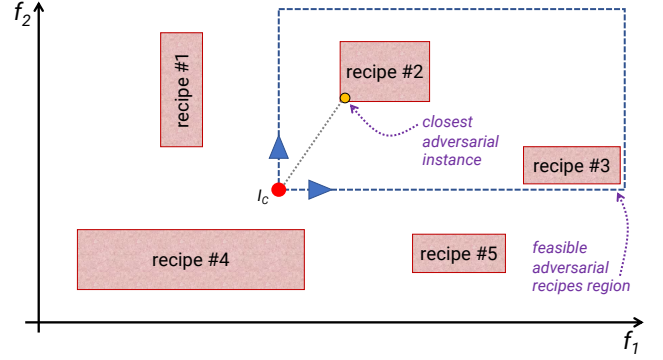 f2
recipe #1
recipe #2
closest
adversarial
instance
recipe #3
IC
recipe #4
recipe #5
feasible
adversarial
recipes region
f1